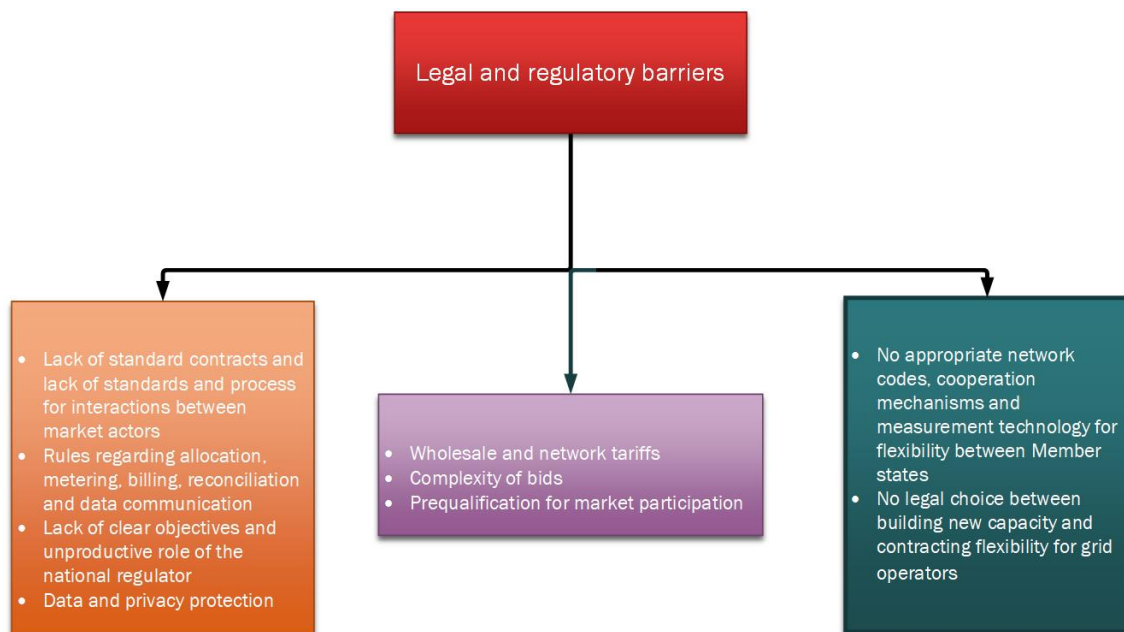 Legal and regulatory barriers
• Lack of standard contracts and
lack of standards and process
for interactions between
market actors
• Rules regarding allocation,
metering, billing, reconciliation
and data communication
• Lack of clear objectives and
unproductive role of the
national regulator
• Data and privacy protection
• Wholesale and network tariffs
• Complexity of bids
• Prequalification for market participation
• No appropriate network
codes, cooperation
mechanisms and
measurement technology for
flexibility between Member
states
• No legal choice between
building new capacity and
contracting flexibility for grid
operators